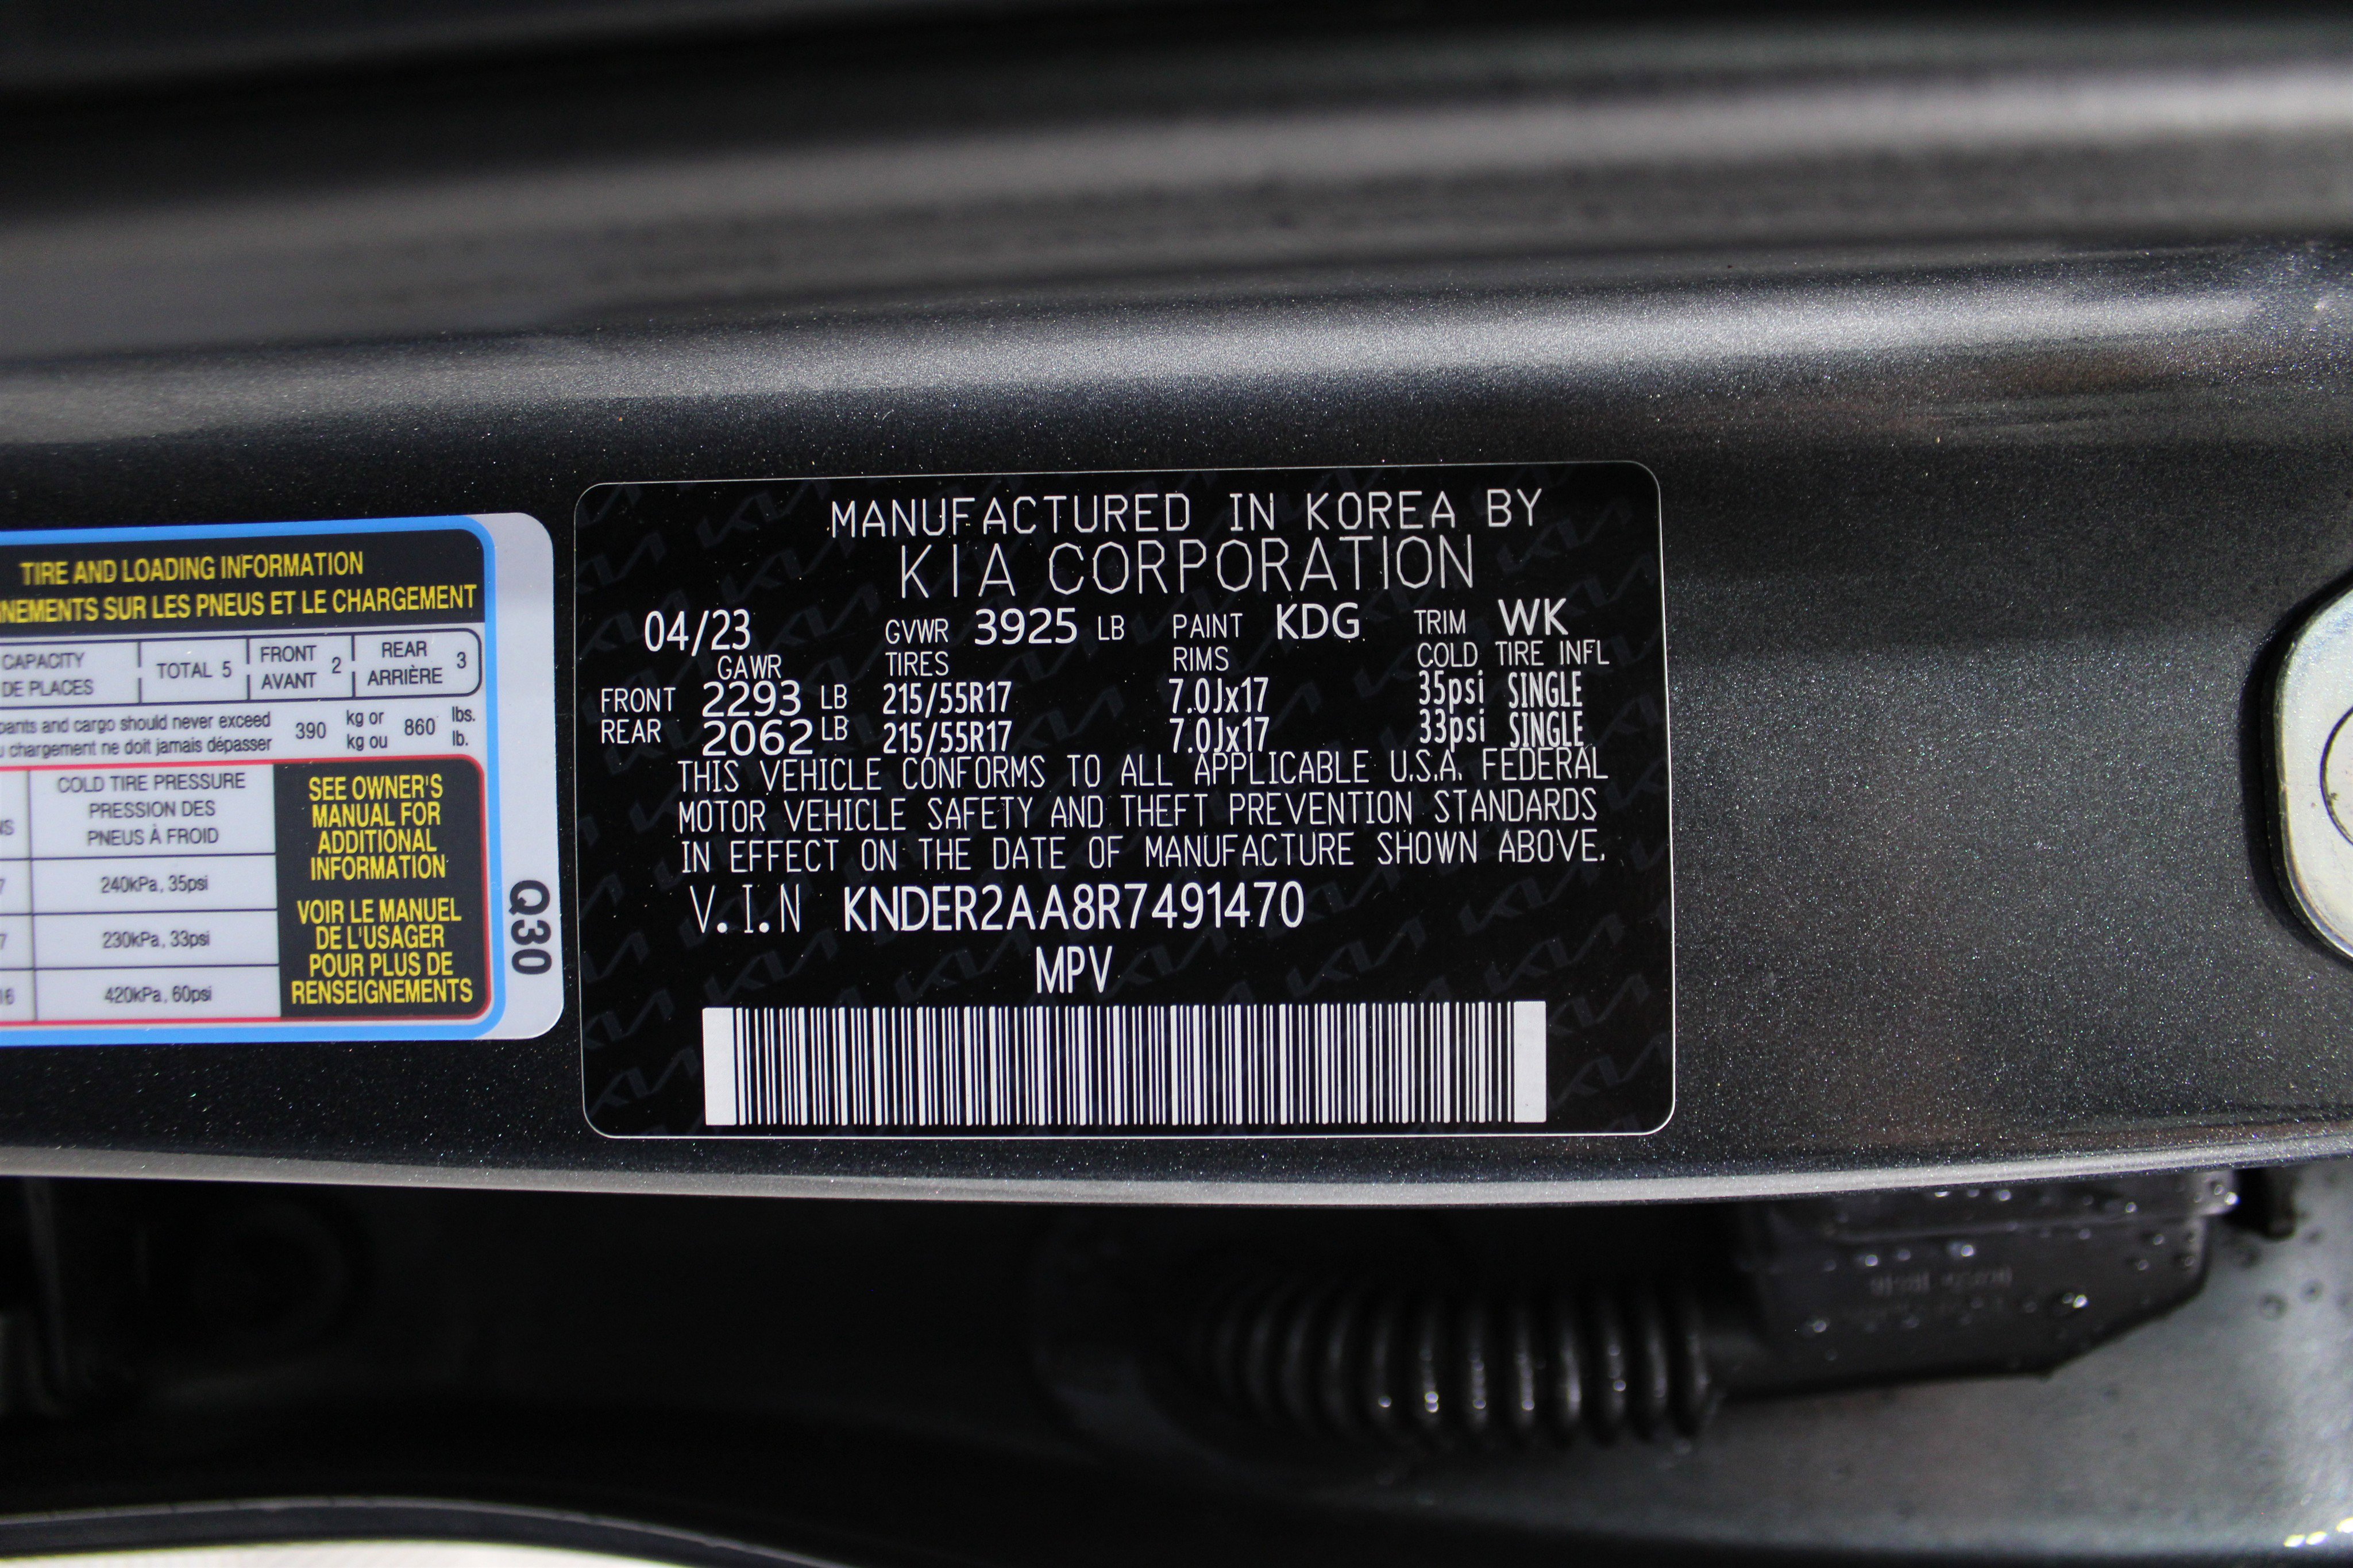 TIRE AND LOADING INFORMATION
SUR LES PNEUS ET LE CHARGEMENT
CAPACITY
DE PLACES
TOTAL 5
FRONT
AVANT
2
REAR
ARRIÈRE
3
and cargo should never exceed
chargement ne doit jamais dépasser
390
kg or
kg ou
860
lbs.
lb.
COLD TIRE PRESSURE
PRESSION DES
PNEUS À FROID
240kPa, 35psi
230kPa, 33psi
420kPa, 60psi
SEE OWNER'S
MANUAL FOR
ADDITIONAL
INFORMATION
VOIR LE MANUEL
DE L'USAGER
POUR PLUS DE
RENSEIGNEMENTS
Q30
MANUFACTURED IN KOREA BY
KIA CORPORATION
04/23 GVWR 3925 LB PAINT KDG TRIM WK
GAWR TIRES RIMS COLD TIRE INFL
FRONT 2293 LB 215/55R17 7.0Jx17 35psi SINGLE
REAR 2062 LB 215/55R17 7.0Jx17 33psi SINGLE
THIS VEHICLE CONFORMS TO ALL APPLICABLE U.S.A. FEDERAL
MOTOR VEHICLE SAFETY AND THEFT PREVENTION STANDARDS
IN EFFECT ON THE DATE OF MANUFACTURE SHOWN ABOVE.
V.I.N KNDER2AA8R7491470
MPV